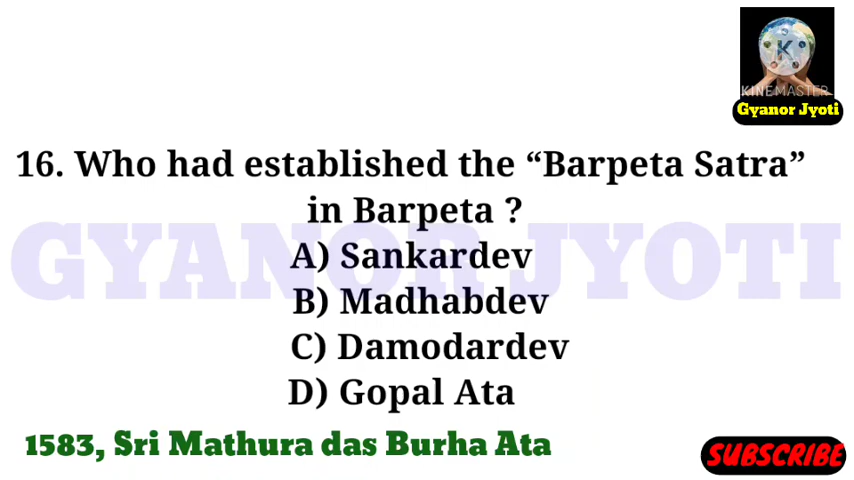 K
KINEMASTER
Gyanor Jyoti
16. Who had established the “Barpeta Satra”
in Barpeta ?
GYANOR JYOTI
A) Sankardev
B) Madhabdev
C) Damodardev
D) Gopal Ata
1583, Sri Mathura das Burha Ata
SUBSCRIBE